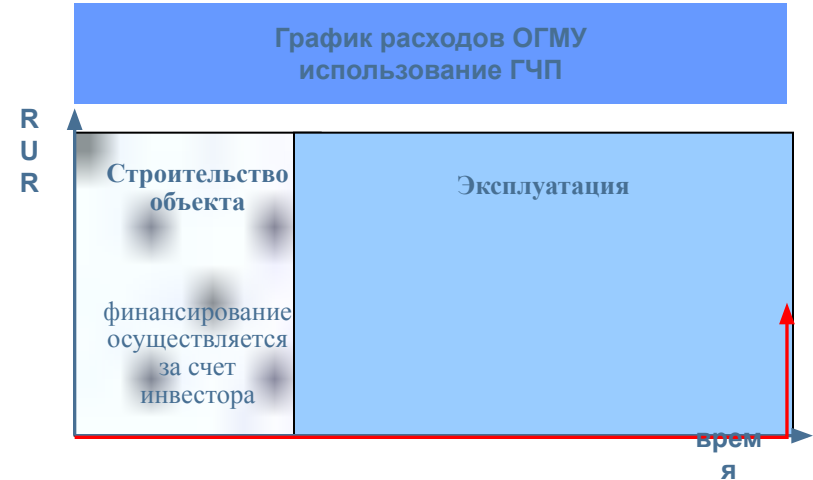 График расходов ОГМУ
использование ГЧП
R
U
R
Строительство
объекта
Эксплуатация
финансирование
осуществляется
за счет
инвестора
врем
я